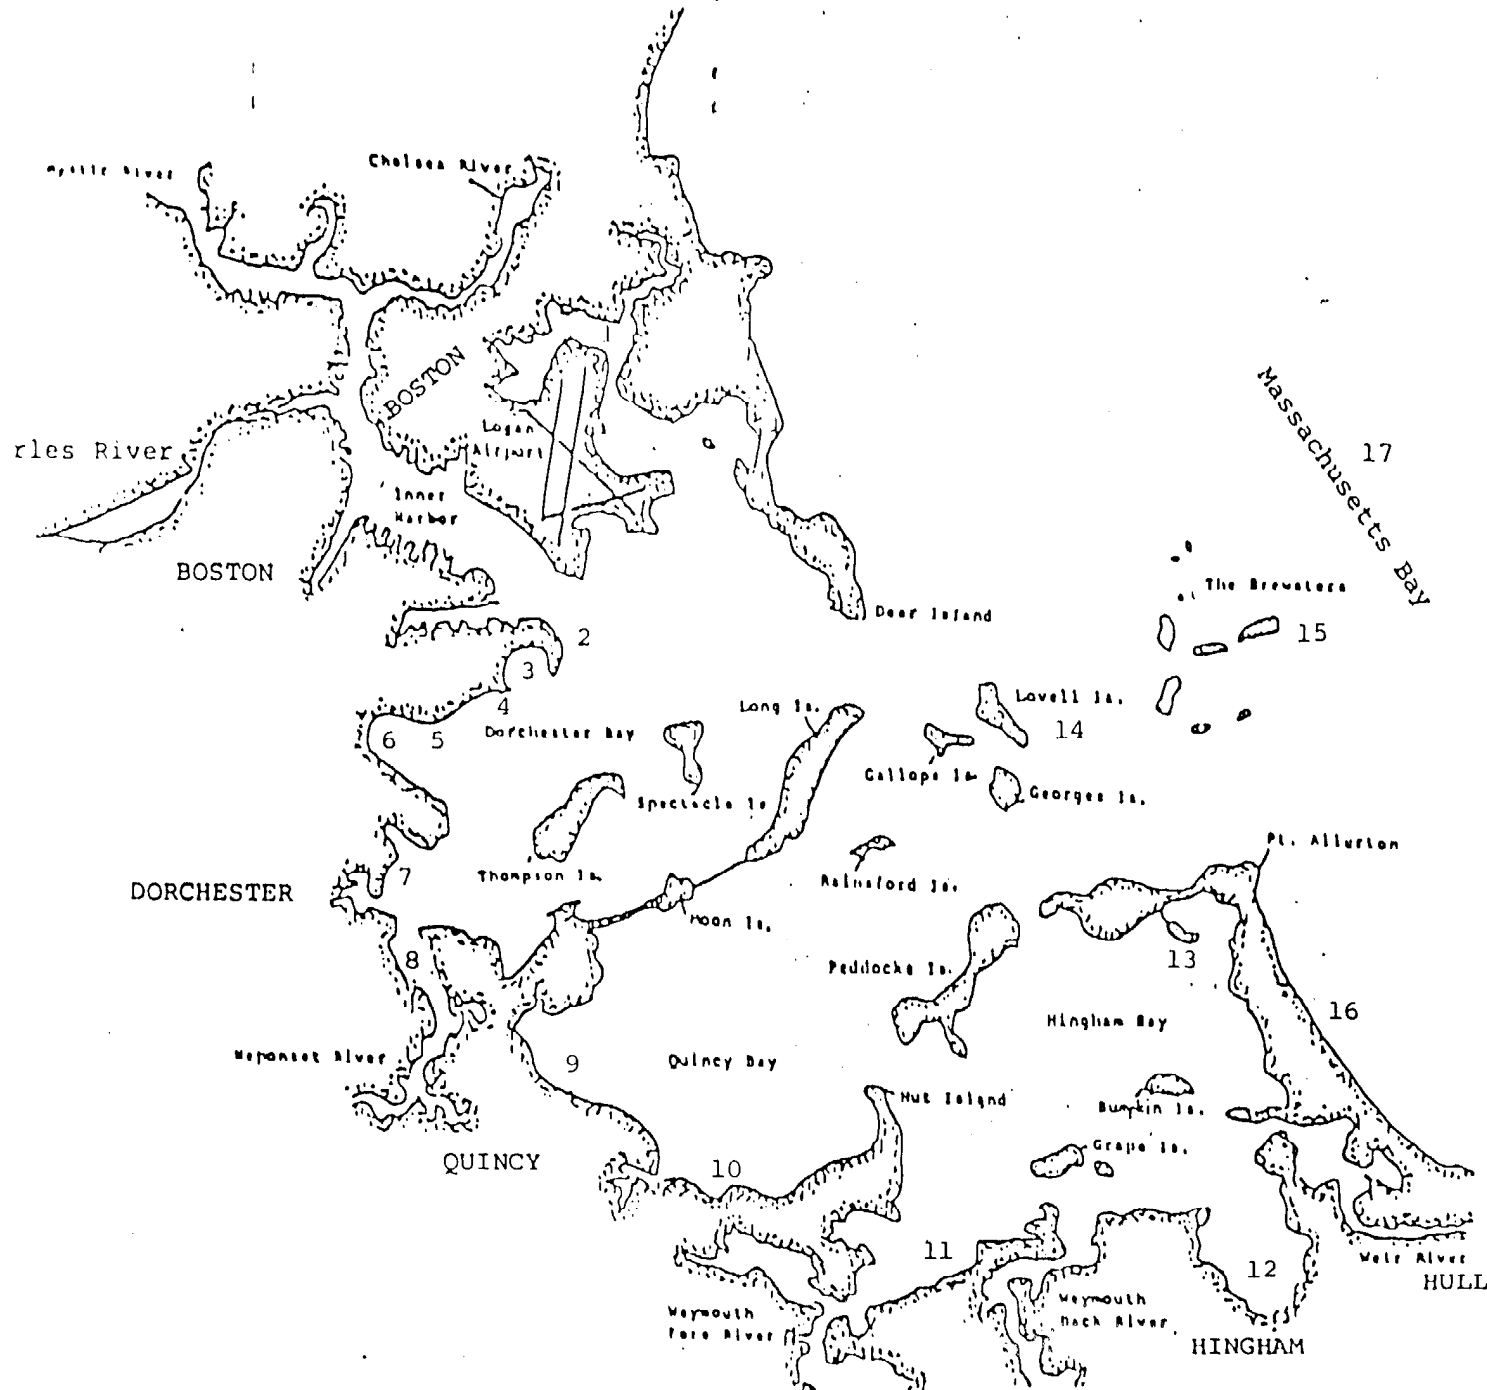 Mystic River
Chelsea River
BOSTON
Logan
Airport
rles River
17
Massachusetts Bay
Inner
Harbor
BOSTON
The Brewsters
Deer Island
2
15
3
4
Long Is.
Lovell Is.
14
6
5
Dorchester Bay
Gallops Is.
Spectacle Is
Georges Is.
Pt. Allerton
7
Thompson Is.
Rainsford Is.
DORCHESTER
Moon Is.
8
13
Peddocks Is.
16
Hingham Bay
Neponset River
9
Quincy Bay
Nut Island
Bumpkin Is.
Grape Is.
QUINCY
10
11
12
Weir River
HULL
Weymouth
Fore River
Weymouth
Back River
HINGHAM